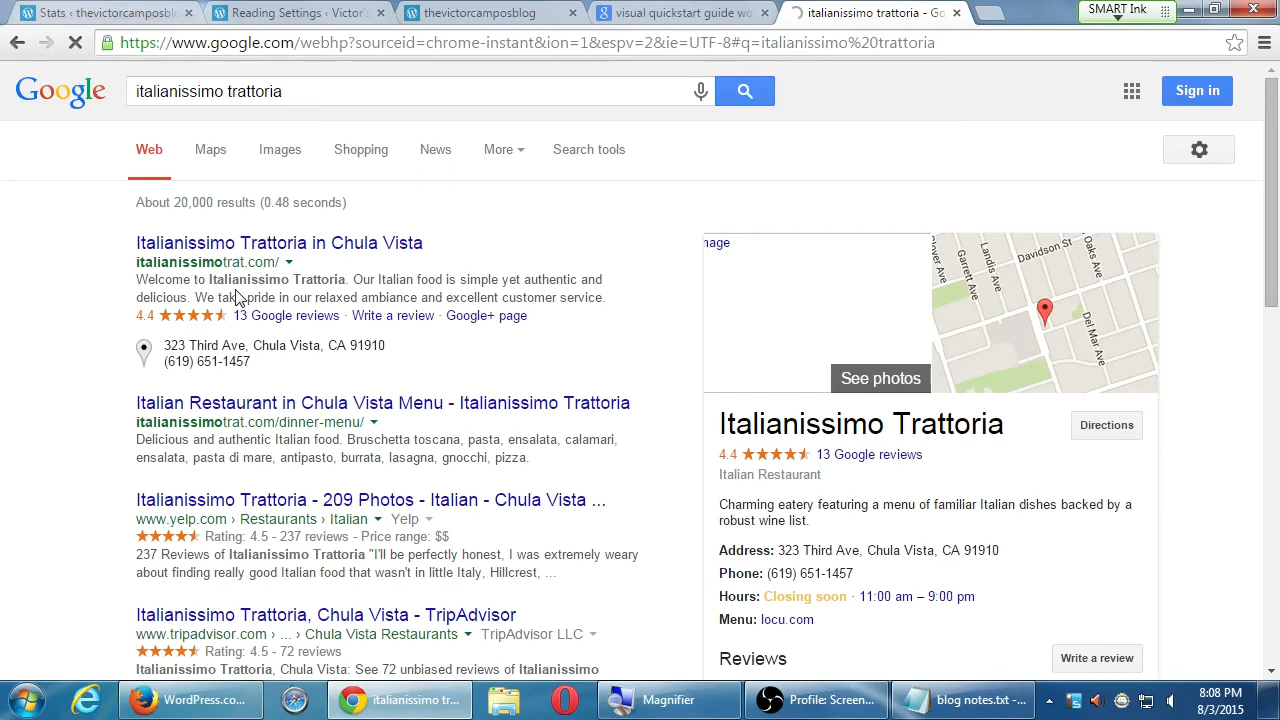 Stats ‹ thevictorcamposb
Reading Settings ‹ Victor's
thevictorcamposblog
visual quickstart guide wo
italianissimo trattoria - Go
SMART Ink
https://www.google.com/webhp?sourceid=chrome-instant&ion=1&espv=2&ie=UTF-8#q=italianissimo%20trattoria
Google
italianissimo trattoria
Sign in
Web
Maps
Images
Shopping
News
More
Search tools
About 20,000 results (0.48 seconds)
Italianissimo Trattoria in Chula Vista
italianissimotrat.com/
Welcome to Italianissimo Trattoria. Our Italian food is simple yet authentic and
delicious. We take pride in our relaxed ambiance and excellent customer service.
4.4 13 Google reviews · Write a review · Google+ page
323 Third Ave, Chula Vista, CA 91910
(619) 651-1457
Italian Restaurant in Chula Vista Menu - Italianissimo Trattoria
italianissimotrat.com/dinner-menu/
Delicious and authentic Italian food. Bruschetta toscana, pasta, ensalata, calamari,
ensalata, pasta di mare, antipasto, burrata, lasagna, gnocchi, pizza.
Italianissimo Trattoria - 209 Photos - Italian - Chula Vista ...
www.yelp.com › Restaurants › Italian Yelp
Rating: 4.5 - 237 reviews - Price range: $$
237 Reviews of Italianissimo Trattoria "I'll be perfectly honest, I was extremely weary
about finding really good Italian food that wasn't in little Italy, Hillcrest, ...
Italianissimo Trattoria, Chula Vista - TripAdvisor
www.tripadvisor.com › ... › Chula Vista Restaurants TripAdvisor LLC
Rating: 4.5 - 72 reviews
Italianissimo Trattoria, Chula Vista: See 72 unbiased reviews of Italianissimo
mage
See photos
Glover Ave
Garrett Ave
Landis Ave
Davidson St
Oaks Ave
Del Mar Ave
Italianissimo Trattoria
Directions
4.4 13 Google reviews
Italian Restaurant
Charming eatery featuring a menu of familiar Italian dishes backed by a
robust wine list.
Address: 323 Third Ave, Chula Vista, CA 91910
Phone: (619) 651-1457
Hours: Closing soon · 11:00 am – 9:00 pm
Menu: locu.com
Reviews
Write a review
WordPress.co...
italianissimo tr...
Magnifier
Profile: Screen...
blog notes.txt -...
8:08 PM
8/3/2015